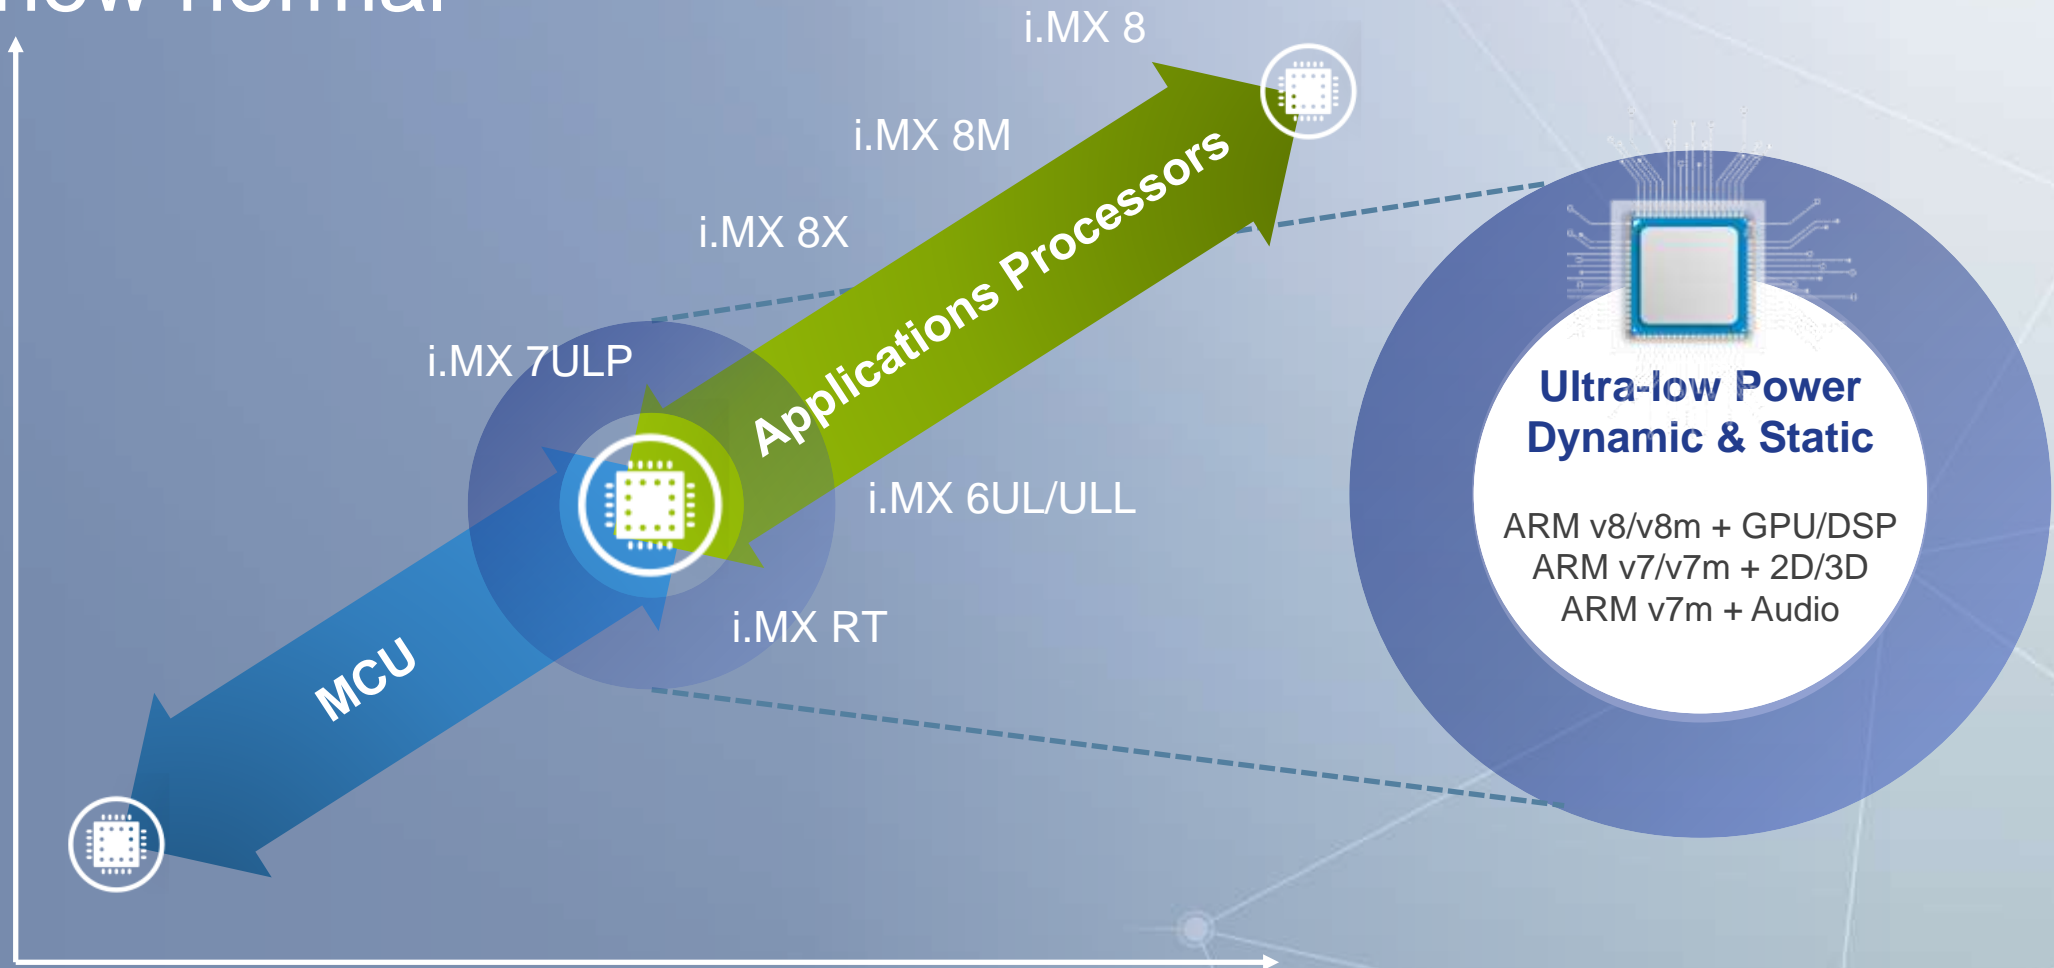 normal
i.MX 8
i.MX 8M
i.MX 8X
i.MX 7ULP
Applications Processors
i.MX 6UL/ULL
i.MX RT
MCU
Ultra-low Power
Dynamic & Static
ARM v8/v8m + GPU/DSP
ARM v7/v7m + 2D/3D
ARM v7m + Audio